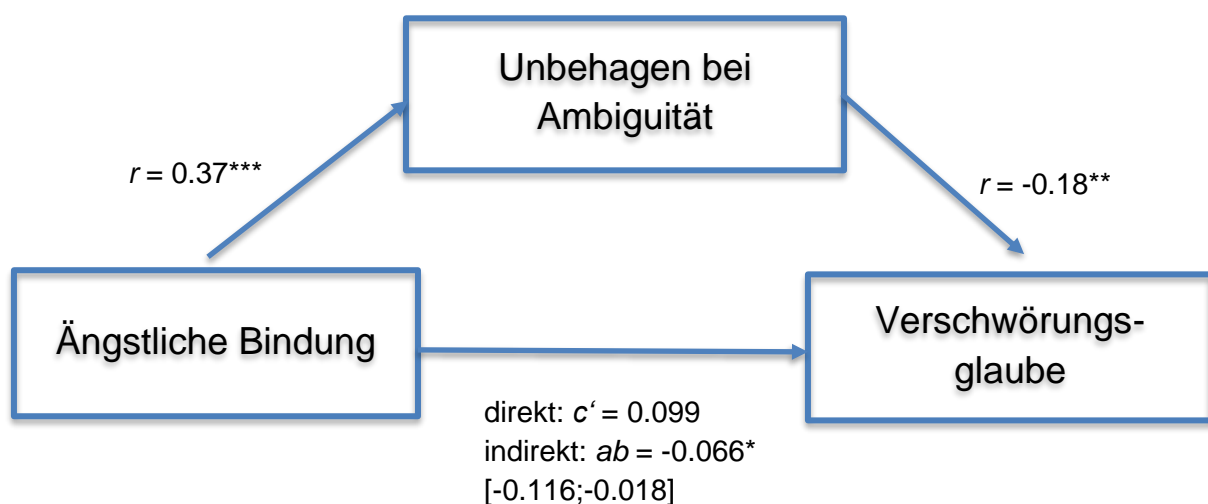 Unbehagen bei
Ambiguität
r = 0.37***
r = -0.18**
Ängstliche Bindung
Verschwörungs-
glaube
direkt: c‘ = 0.099
indirekt: ab = -0.066*
[-0.116;-0.018]